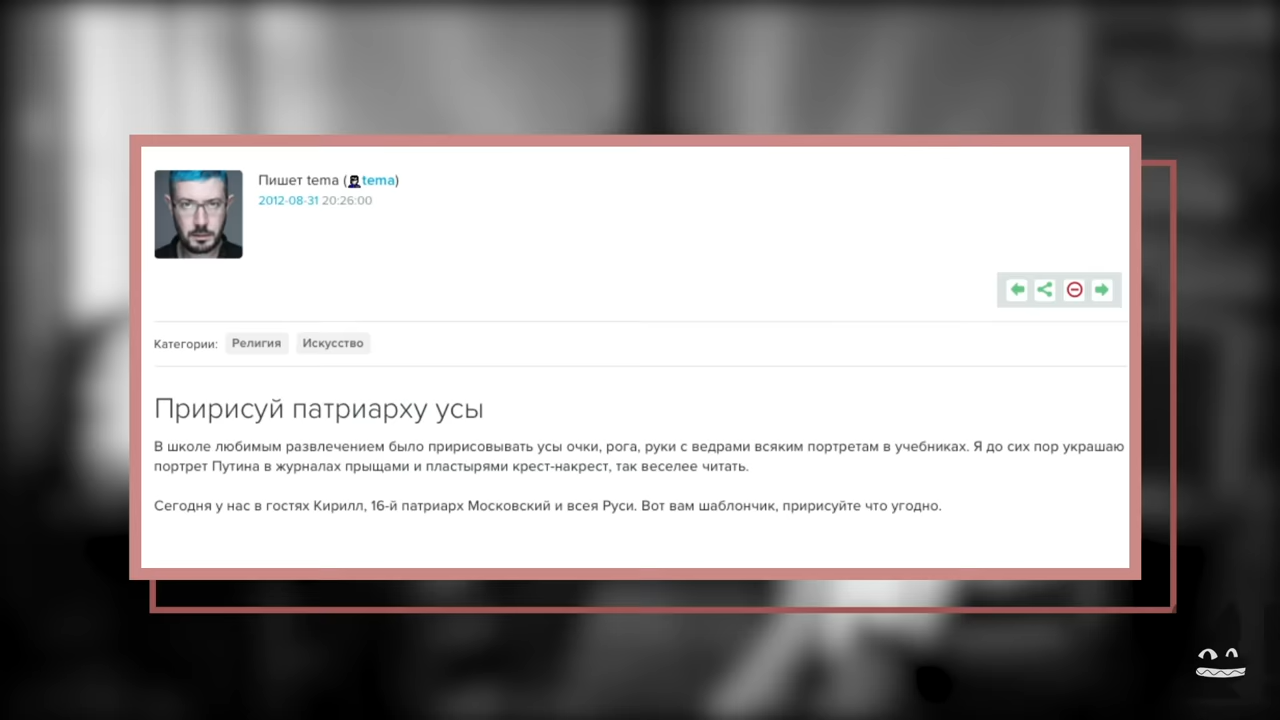 Пишет tema (tema)
2012-08-31 20:26:00
Категории: Религия Искусство
Пририсуй патриарху усы
В школе любимым развлечением было пририсовывать усы очки, рога, руки с ведрами всяким портретам в учебниках. Я до сих пор украшаю
портрет Путина в журналах прыщами и пластырями крест-накрест, так веселее читать.
Сегодня у нас в гостях Кирилл, 16-й патриарх Московский и всея Руси. Вот вам шаблончик, пририсуйте что угодно.